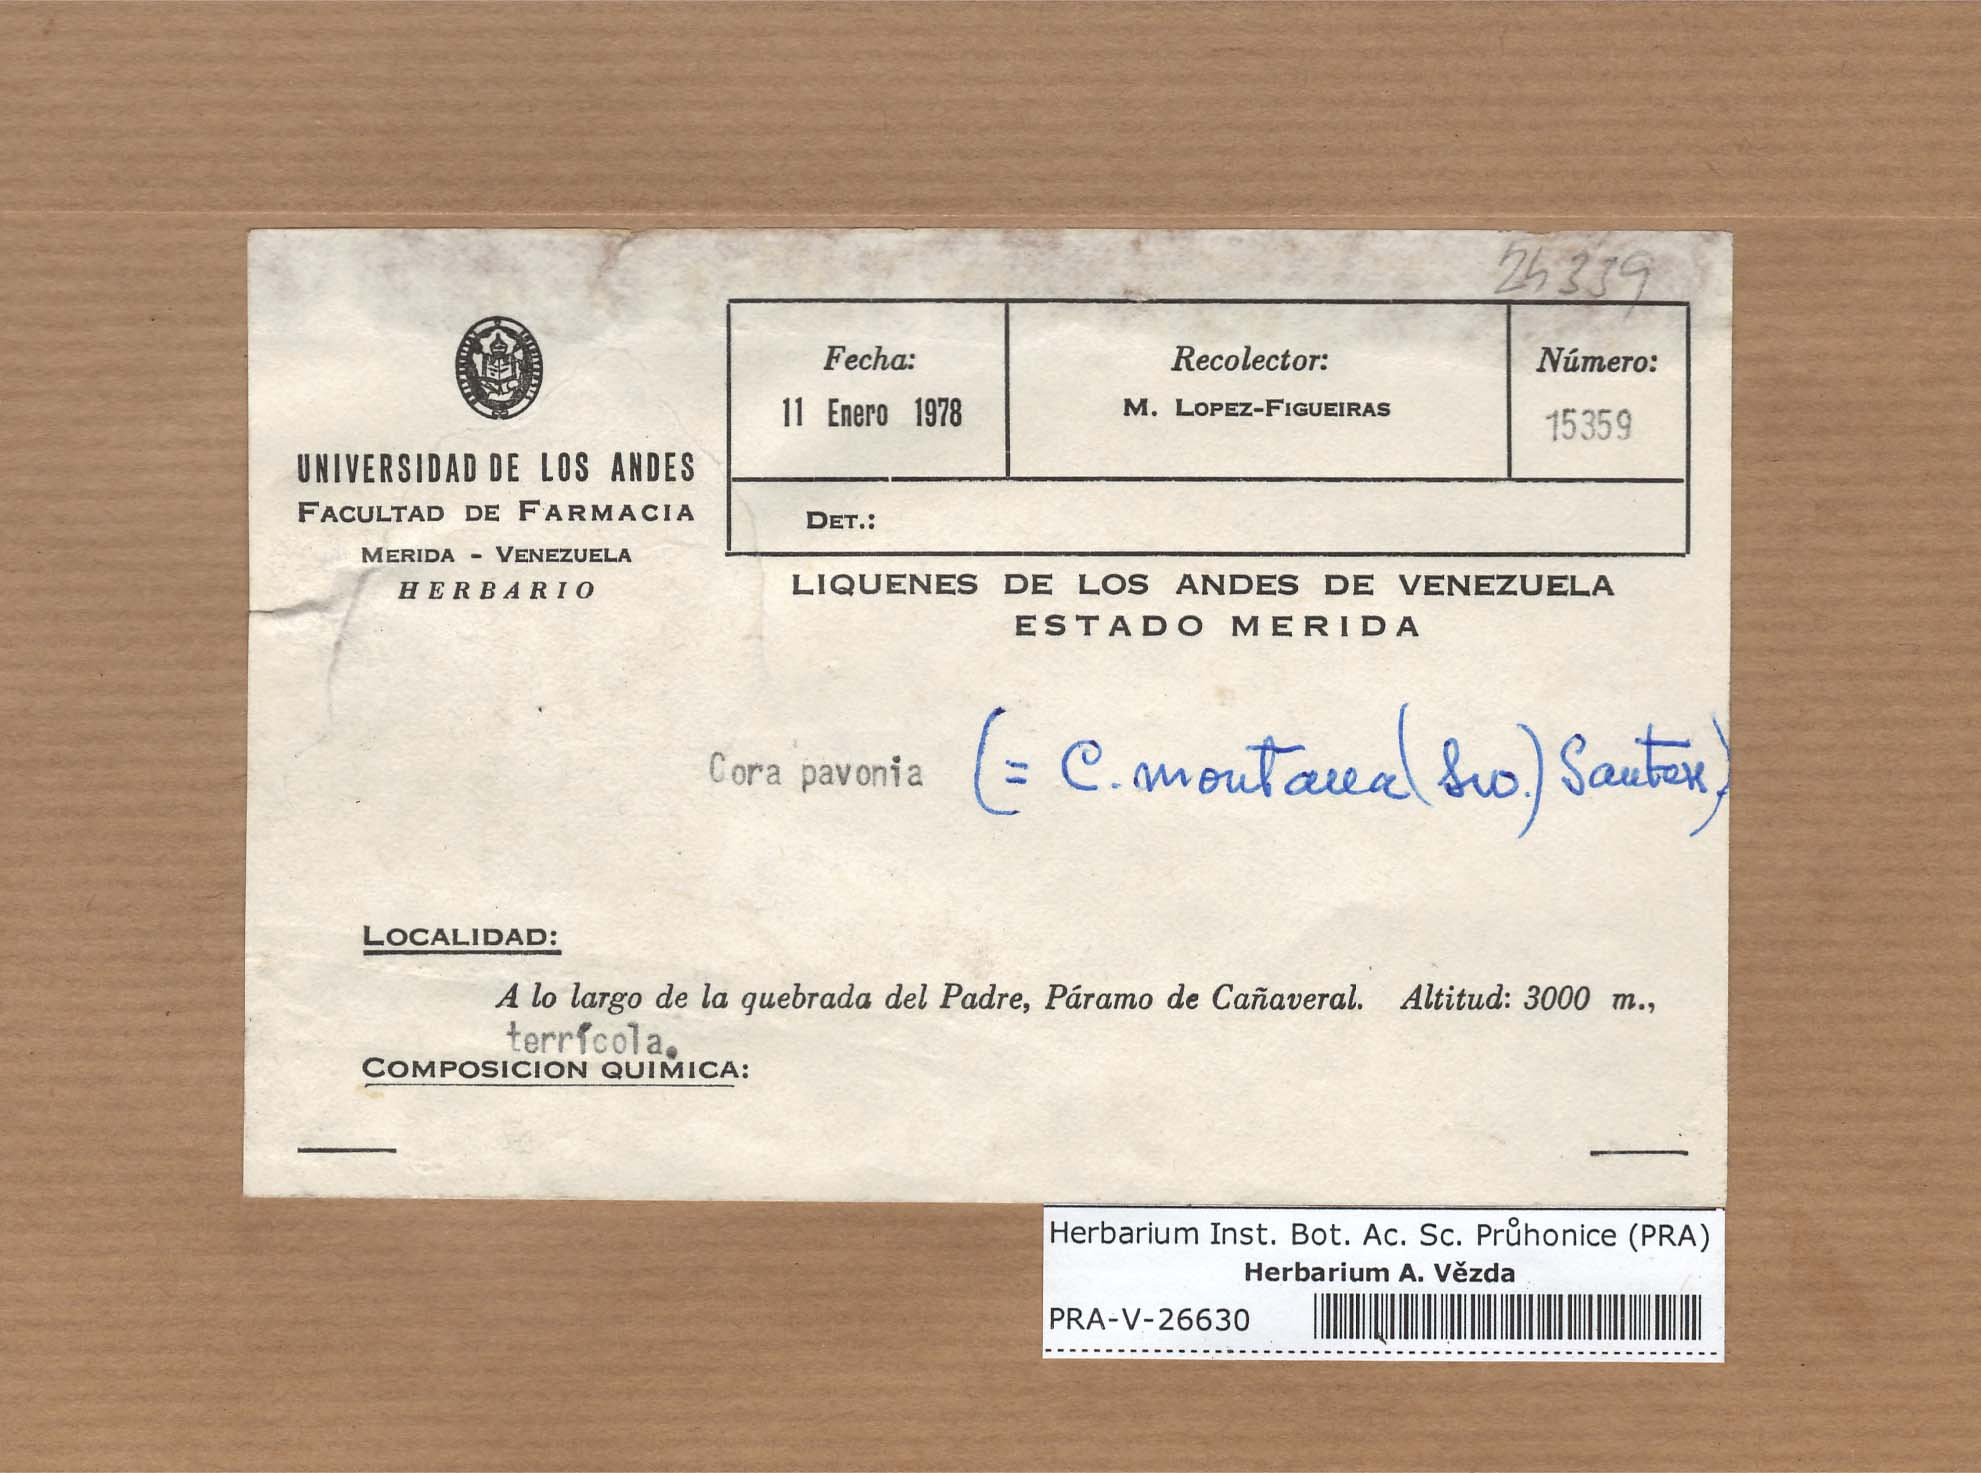 24339
Fecha:
11 Enero 1978
Recolector:
M. LOPEZ-FIGUEIRAS
Número:
15359
DET.:
UNIVERSIDAD DE LOS ANDES
FACULTAD DE FARMACIA
MERIDA - VENEZUELA
HERBARIO
LIQUENES DE LOS ANDES DE VENEZUELA
ESTADO MERIDA
Cora pavonia (= C. montana (Sw.) Santess.)
LOCALIDAD:
A lo largo de la quebrada del Padre, Páramo de Cañaveral. Altitud: 3000 m.,
terrícola.
COMPOSICION QUIMICA:
Herbarium Inst. Bot. Ac. Sc. Průhonice (PRA)
Herbarium A. Vězda
PRA-V-26630